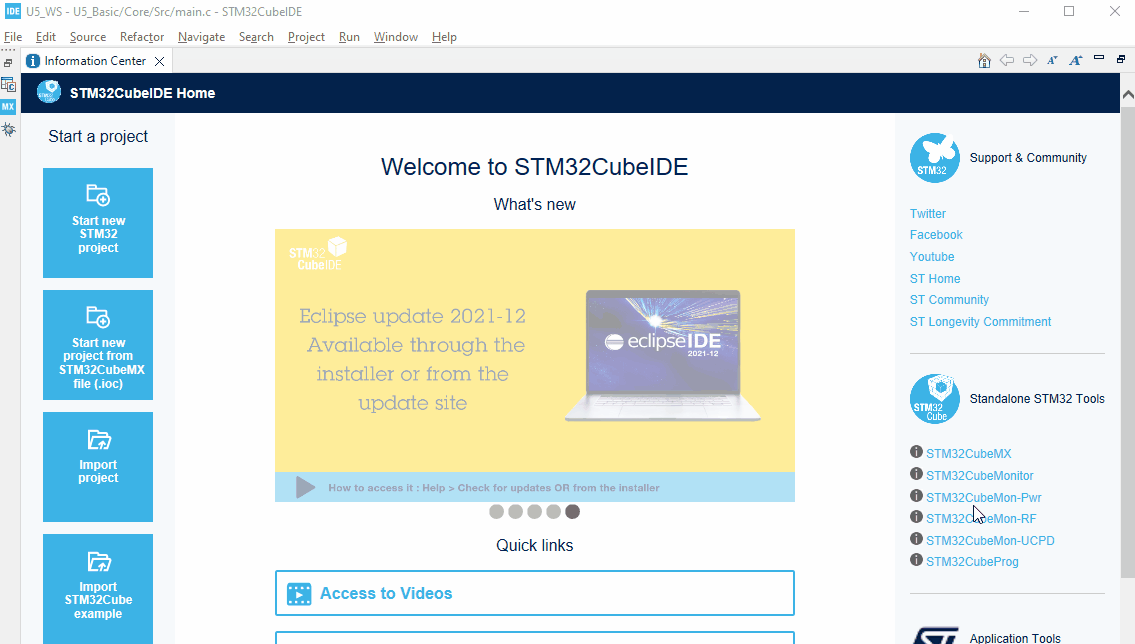 IDE U5_WS - U5_Basic/Core/Src/main.c - STM32CubeIDE
File Edit Source Refactor Navigate Search Project Run Window Help
Information Center
STM32CubeIDE Home
MX
Start a project
Start new
STM32
project
Start new
project from
STM32CubeMX
file (.ioc)
Import
project
Import
STM32Cube
example
Welcome to STM32CubeIDE
What's new
STM32
CubeIDE
Eclipse update 2021-12
Available through the
installer or from the
update site
eclipse IDE
2021-12
How to access it : Help > Check for updates OR from the installer
Quick links
Access to Videos
STM32
Support & Community
Twitter
Facebook
Youtube
ST Home
ST Community
ST Longevity Commitment
STM32
Cube
Standalone STM32 Tools
STM32CubeMX
STM32CubeMonitor
STM32CubeMon-Pwr
STM32CubeMon-RF
STM32CubeMon-UCPD
STM32CubeProg
Application Tools